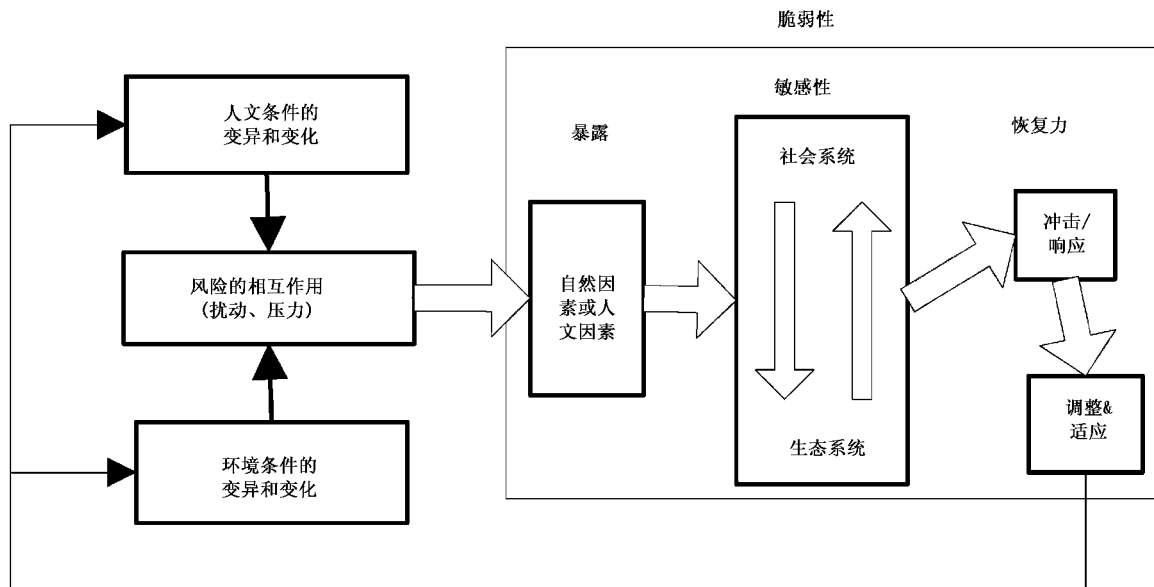 脆弱性
人文条件的
变异和变化
风险的相互作用
(扰动、压力)
环境条件的
变异和变化
暴露
自然因
素或人
文因素
敏感性
社会系统
生态系统
恢复力
冲击/
响应
调整&
适应